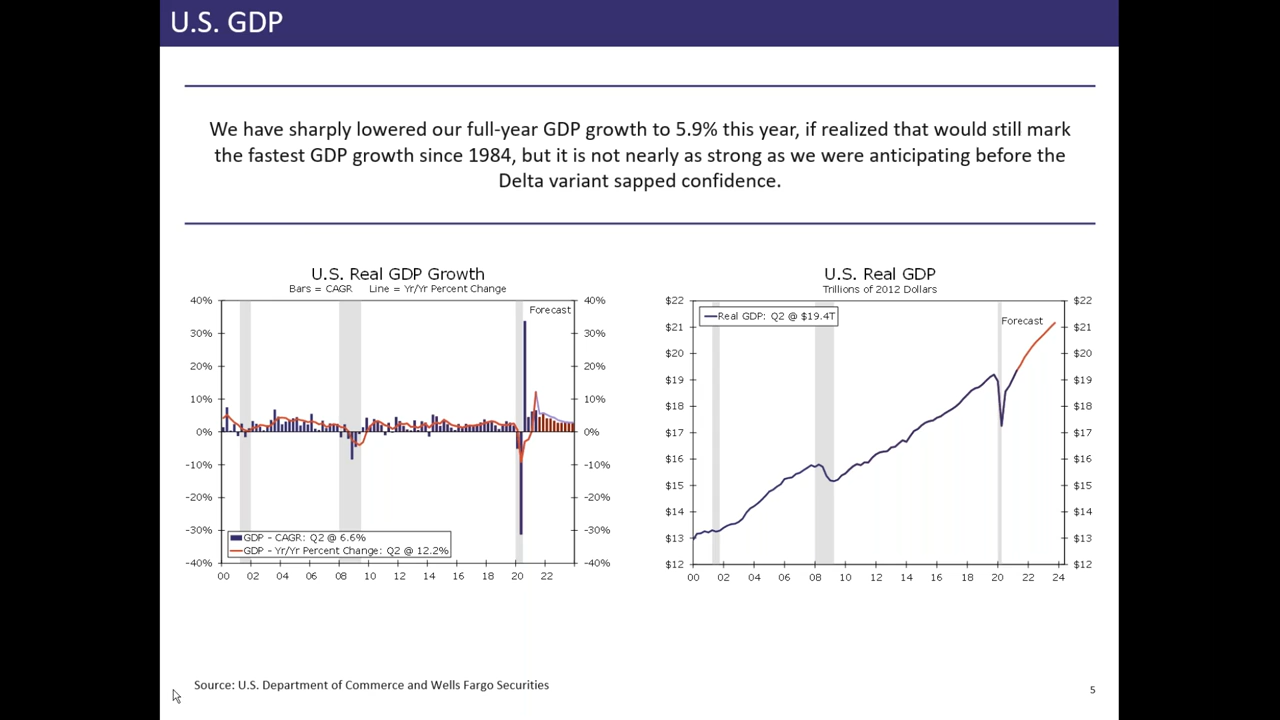 U.S. GDP
We have sharply lowered our full-year GDP growth to 5.9% this year, if realized that would still mark
the fastest GDP growth since 1984, but it is not nearly as strong as we were anticipating before the
Delta variant sapped confidence.
U.S. Real GDP Growth
Bars = CAGR Line = Yr/Yr Percent Change
40% 40%
Forecast
30% 30%
20% 20%
10% 10%
0% 0%
-10% -10%
-20% -20%
-30% -30%
GDP - CAGR: Q2 @ 6.6%
GDP - Yr/Yr Percent Change: Q2 @ 12.2%
-40% -40%
00 02 04 06 08 10 12 14 16 18 20 22
U.S. Real GDP
Trillions of 2012 Dollars
$22 $22
Real GDP: Q2 @ $19.4T
Forecast
$21 $21
$20 $20
$19 $19
$18 $18
$17 $17
$16 $16
$15 $15
$14 $14
$13 $13
$12 $12
00 02 04 06 08 10 12 14 16 18 20 22 24
Source: U.S. Department of Commerce and Wells Fargo Securities
5